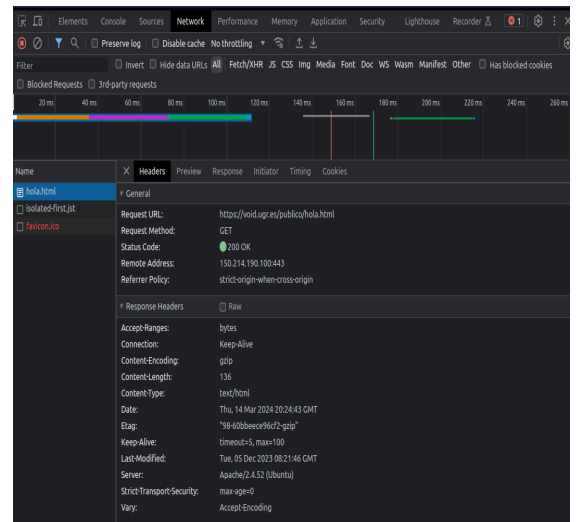 Elements Console Sources Network Performance Memory Application Security Lighthouse Recorder 1
Preserve log Disable cache No throttling
Filter Invert Hide data URLs All Fetch/XHR JS CSS Img Media Font Doc WS Wasm Manifest Other Has blocked cookies
Blocked Requests 3rd-party requests
20 ms 40 ms 60 ms 80 ms 100 ms 120 ms 140 ms 160 ms 180 ms 200 ms 220 ms 240 ms 260 ms
Name X Headers Preview Response Initiator Timing Cookies
hola.html
isolated-first.jst
favicon.ico
General
Request URL: https://void.ugr.es/publico/hola.html
Request Method: GET
Status Code: 200 OK
Remote Address: 150.214.190.100:443
Referrer Policy: strict-origin-when-cross-origin
Response Headers Raw
Accept-Ranges: bytes
Connection: Keep-Alive
Content-Encoding: gzip
Content-Length: 136
Content-Type: text/html
Date: Thu, 14 Mar 2024 20:24:43 GMT
Etag: "98-60bbeece96cf2-gzip"
Keep-Alive: timeout=5, max=100
Last-Modified: Tue, 05 Dec 2023 08:21:46 GMT
Server: Apache/2.4.52 (Ubuntu)
Strict-Transport-Security: max-age=0
Vary: Accept-Encoding